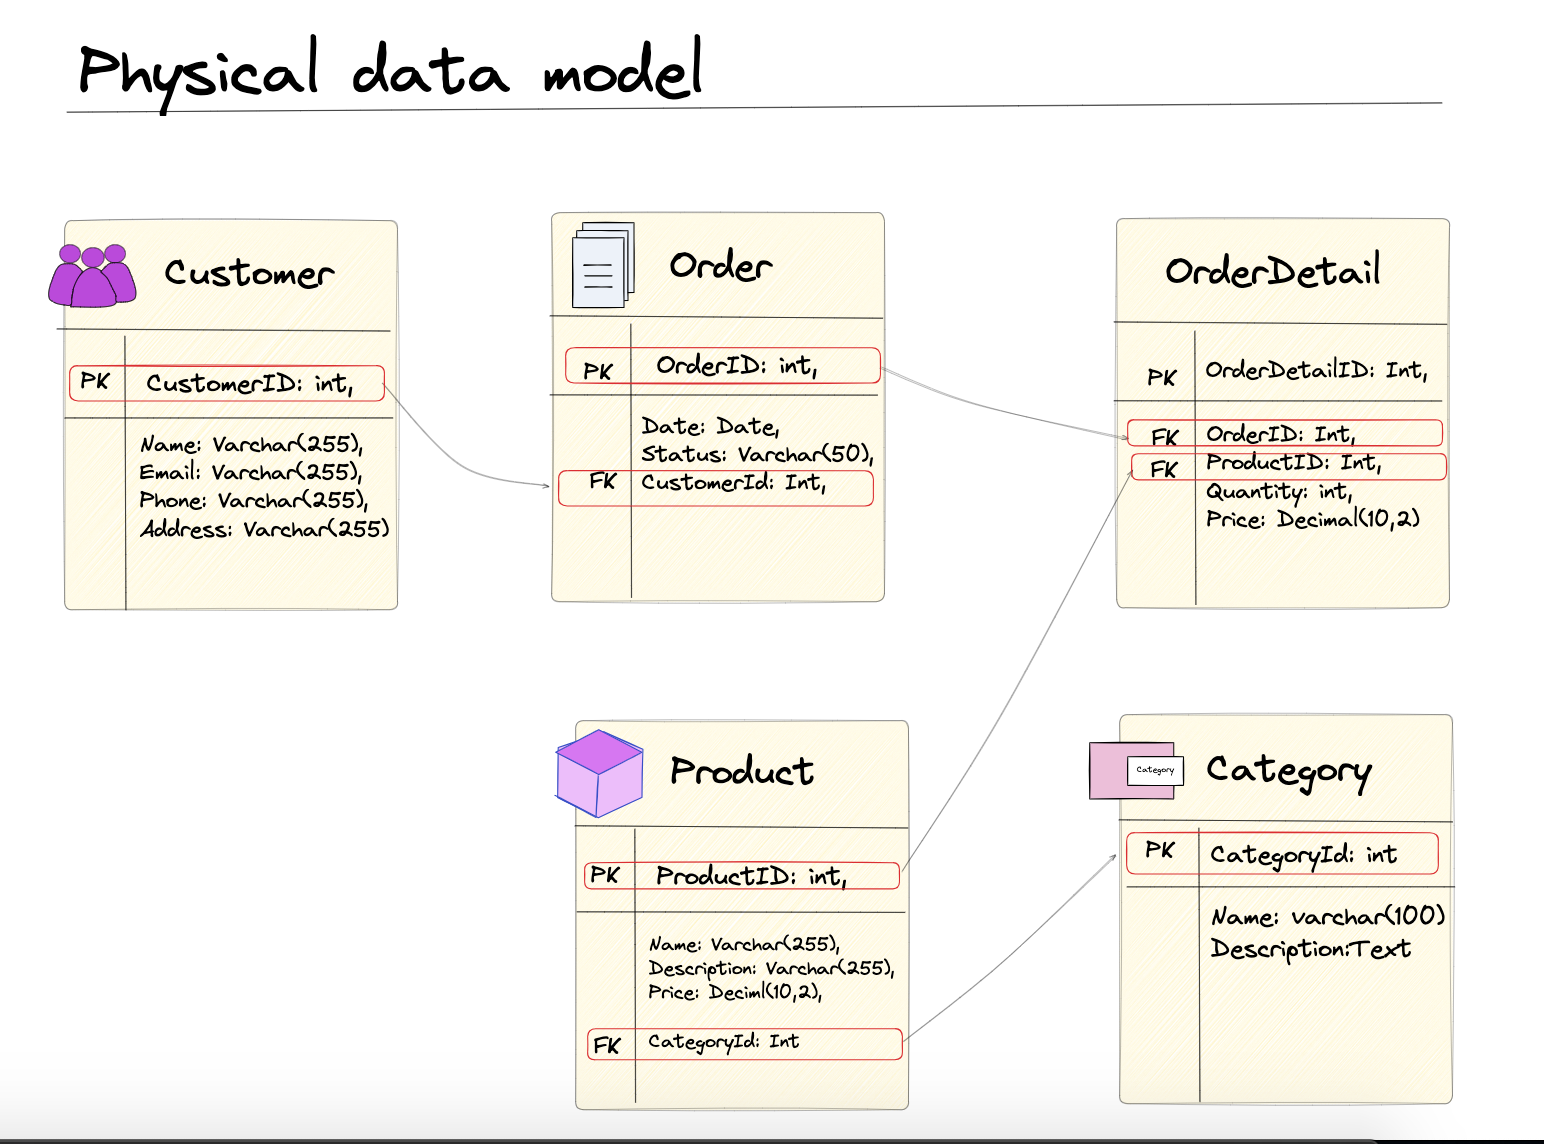 Physical data model
Customer
PK CustomerID: int,
Name: Varchar(255),
Email: Varchar(255),
Phone: Varchar(255),
Address: Varchar(255)
Order
PK OrderID: int,
Date: Date,
Status: Varchar(50),
FK CustomerId: Int,
OrderDetail
PK OrderDetailID: Int,
FK OrderID: Int,
FK ProductID: Int,
Quantity: int,
Price: Decimal(10,2)
Product
PK ProductID: int,
Name: Varchar(255),
Description: Varchar(255),
Price: Deciml(10,2),
FK CategoryId: Int
Category
Category
PK CategoryId: int
Name: varchar(100)
Description:Text